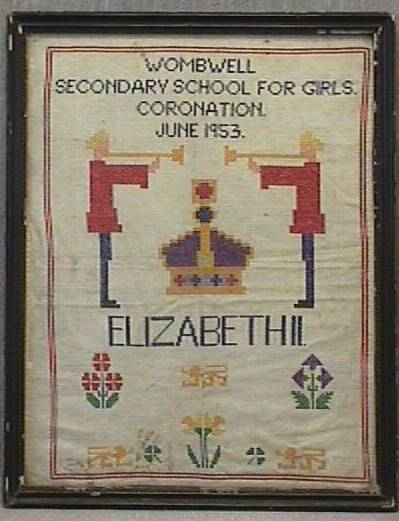 WOMBWELL
SECONDARY SCHOOL FOR GIRLS.
CORONATION.
JUNE 1953.
ELIZABETH II.